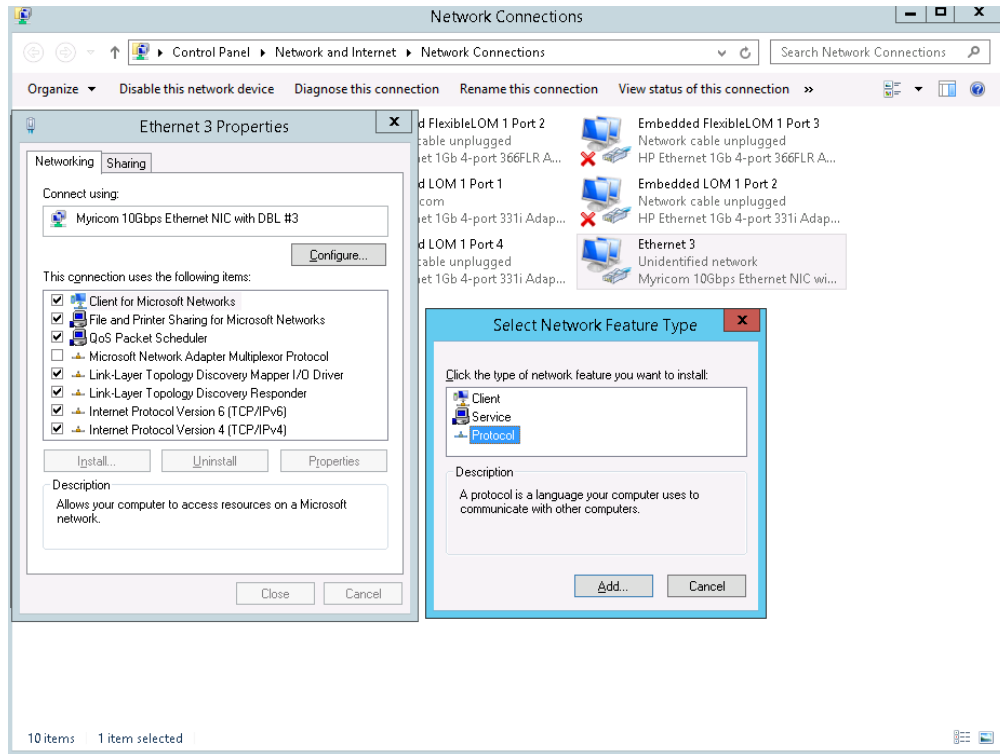 Network Connections
Control Panel Network and Internet Network Connections
Search Network Connections
Organize Disable this network device Diagnose this connection Rename this connection View status of this connection »
Ethernet 3 Properties
Networking
Sharing
Connect using:
Myricom 10Gbps Ethernet NIC with DBL #3
Configure...
This connection uses the following items:
Client for Microsoft Networks
File and Printer Sharing for Microsoft Networks
QoS Packet Scheduler
Microsoft Network Adapter Multiplexor Protocol
Link-Layer Topology Discovery Mapper I/O Driver
Link-Layer Topology Discovery Responder
Internet Protocol Version 6 (TCP/IPv6)
Internet Protocol Version 4 (TCP/IPv4)
Install...
Uninstall
Properties
Description
Allows your computer to access resources on a Microsoft
network.
Close
Cancel
d FlexibleLOM 1 Port 2
cable unplugged
et 1Gb 4-port 366FLR A...
Embedded FlexibleLOM 1 Port 3
Network cable unplugged
HP Ethernet 1Gb 4-port 366FLR A...
d LOM 1 Port 1
com
et 1Gb 4-port 331i Adap...
Embedded LOM 1 Port 2
Network cable unplugged
HP Ethernet 1Gb 4-port 331i Adap...
d LOM 1 Port 4
cable unplugged
et 1Gb 4-port 331i Adap...
Ethernet 3
Unidentified network
Myricom 10Gbps Ethernet NIC wi...
Select Network Feature Type
Click the type of network feature you want to install:
Client
Service
Protocol
Description
A protocol is a language your computer uses to
communicate with other computers.
Add...
Cancel
10 items 1 item selected